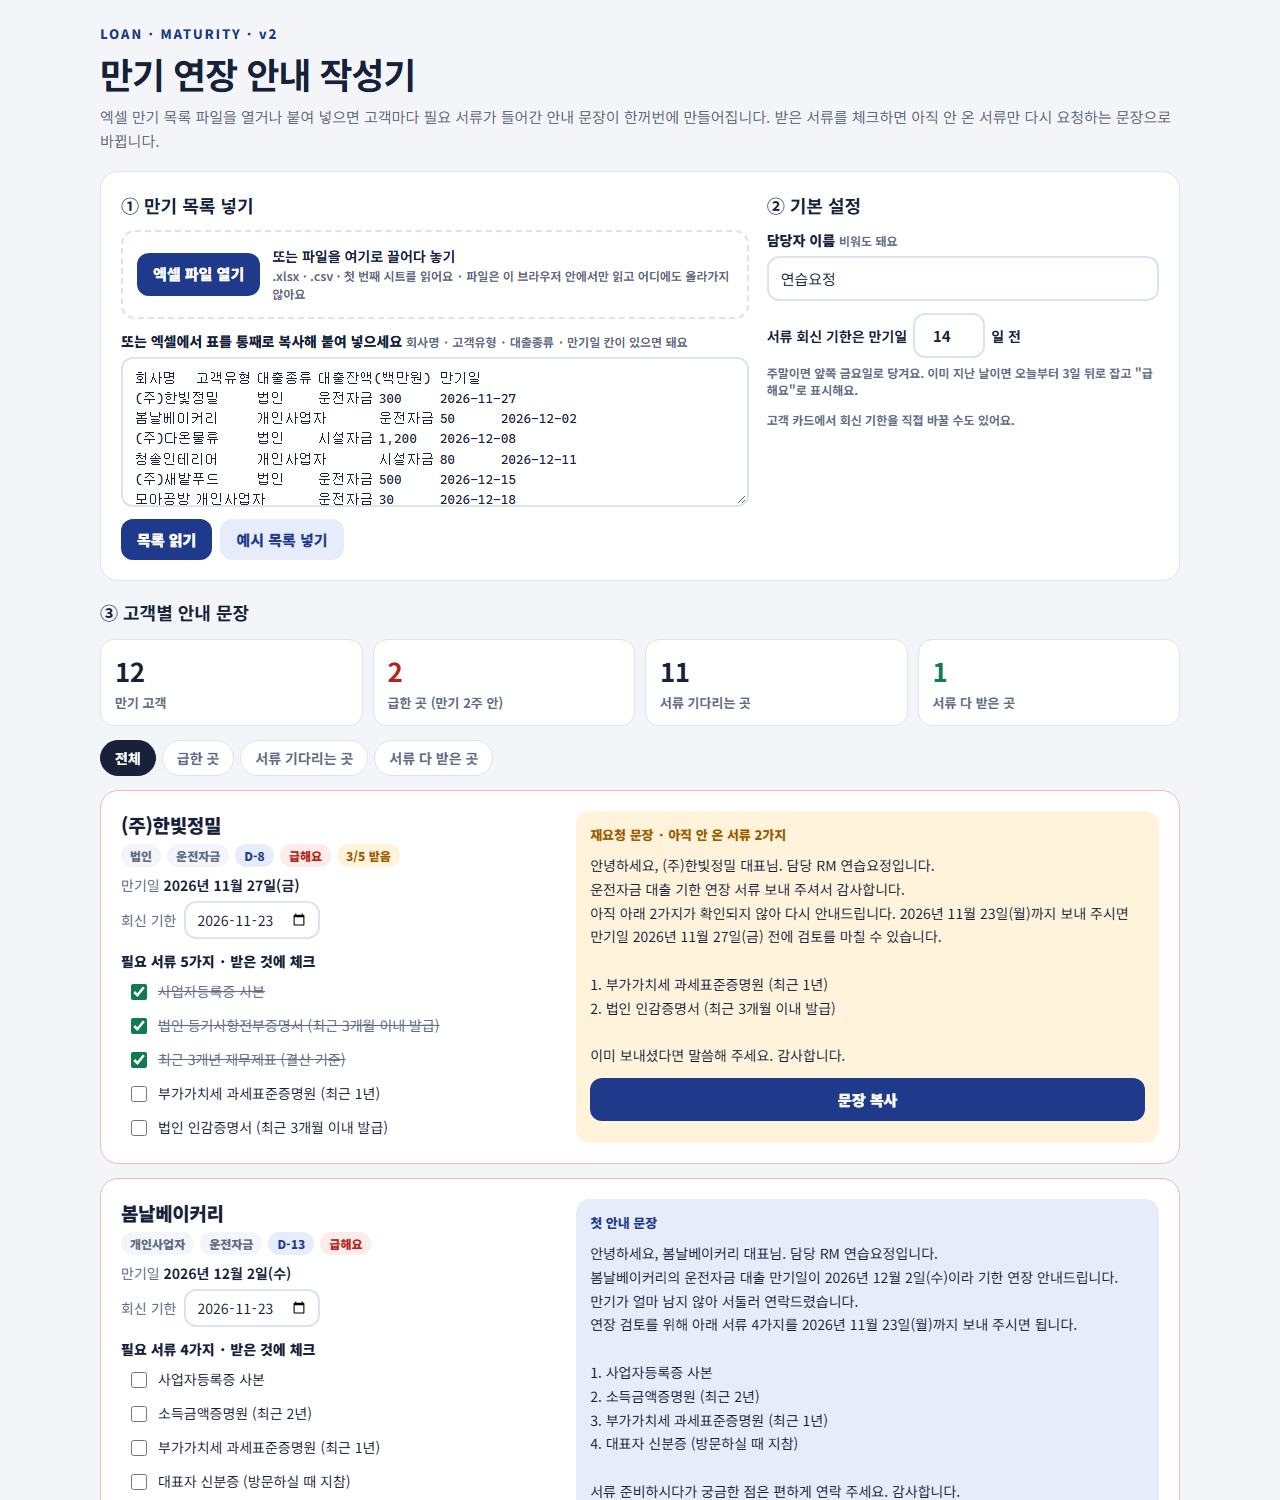 LOAN · MATURITY · v2
만기 연장 안내 작성기
엑셀 만기 목록 파일을 열거나 붙여 넣으면 고객마다 필요 서류가 들어간 안내 문장이 한꺼번에 만들어집니다. 받은 서류를 체크하면 아직 안 온 서류만 다시 요청하는 문장으로
바뀝니다.
① 만기 목록 넣기
엑셀 파일 열기
또는 파일을 여기로 끌어다 놓기
.xlsx · .csv · 첫 번째 시트를 읽어요 · 파일은 이 브라우저 안에서만 읽고 어디에도 올라가지
않아요
또는 엑셀에서 표를 통째로 복사해 붙여 넣으세요 회사명 · 고객유형 · 대출종류 · 만기일 칸이 있으면 돼요
회사명 고객유형 대출종류 대출잔액(백만원) 만기일
(주)한빛정밀 법인 운전자금 300 2026-11-27
봄날베이커리 개인사업자 운전자금 50 2026-12-02
(주)다온물류 법인 시설자금 1,200 2026-12-08
청솔인테리어 개인사업자 시설자금 80 2026-12-11
(주)새발푸드 법인 운전자금 500 2026-12-15
모아공방 개인사업자 운전자금 30 2026-12-18
목록 읽기
예시 목록 넣기
② 기본 설정
담당자 이름 비워도 돼요
연습요정
서류 회신 기한은 만기일 14 일 전
주말이면 앞쪽 금요일로 당겨요. 이미 지난 날이면 오늘부터 3일 뒤로 잡고 "급
해요"로 표시해요.
고객 카드에서 회신 기한을 직접 바꿀 수도 있어요.
③ 고객별 안내 문장
12
만기 고객
2
급한 곳 (만기 2주 안)
11
서류 기다리는 곳
1
서류 다 받은 곳
전체
급한 곳
서류 기다리는 곳
서류 다 받은 곳
(주)한빛정밀
법인 운전자금 D-8 급해요 3/5 받음
만기일 2026년 11월 27일(금)
회신 기한 2026-11-23
필요 서류 5가지 · 받은 것에 체크
사업자등록증 사본
법인 등기사항전부증명서 (최근 3개월 이내 발급)
최근 3개년 재무제표 (결산 기준)
부가가치세 과세표준증명원 (최근 1년)
법인 인감증명서 (최근 3개월 이내 발급)
재요청 문장 · 아직 안 온 서류 2가지
안녕하세요, (주)한빛정밀 대표님. 담당 RM 연습요정입니다.
운전자금 대출 기한 연장 서류 보내 주셔서 감사합니다.
아직 아래 2가지가 확인되지 않아 다시 안내드립니다. 2026년 11월 23일(월)까지 보내 주시면
만기일 2026년 11월 27일(금) 전에 검토를 마칠 수 있습니다.
1. 부가가치세 과세표준증명원 (최근 1년)
2. 법인 인감증명서 (최근 3개월 이내 발급)
이미 보내셨다면 말씀해 주세요. 감사합니다.
문장 복사
봄날베이커리
개인사업자 운전자금 D-13 급해요
만기일 2026년 12월 2일(수)
회신 기한 2026-11-23
필요 서류 4가지 · 받은 것에 체크
사업자등록증 사본
소득금액증명원 (최근 2년)
부가가치세 과세표준증명원 (최근 1년)
대표자 신분증 (방문하실 때 지참)
첫 안내 문장
안녕하세요, 봄날베이커리 대표님. 담당 RM 연습요정입니다.
봄날베이커리의 운전자금 대출 만기일이 2026년 12월 2일(수)이라 기한 연장 안내드립니다.
만기가 얼마 남지 않아 서둘러 연락드렸습니다.
연장 검토를 위해 아래 서류 4가지를 2026년 11월 23일(월)까지 보내 주시면 됩니다.
1. 사업자등록증 사본
2. 소득금액증명원 (최근 2년)
3. 부가가치세 과세표준증명원 (최근 1년)
4. 대표자 신분증 (방문하실 때 지참)
서류 준비하시다가 궁금한 점은 편하게 연락 주세요. 감사합니다.